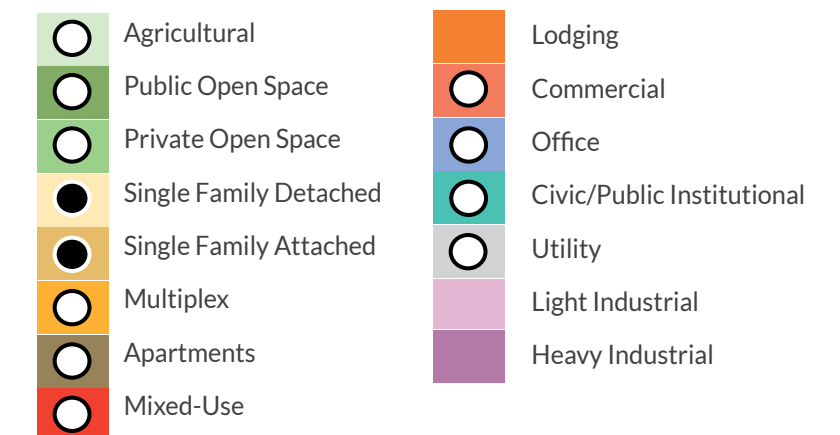 Agricultural
Public Open Space
Private Open Space
Single Family Detached
Single Family Attached
Multiplex
Apartments
Mixed-Use
Lodging
Commercial
Office
Civic/Public Institutional
Utility
Light Industrial
Heavy Industrial